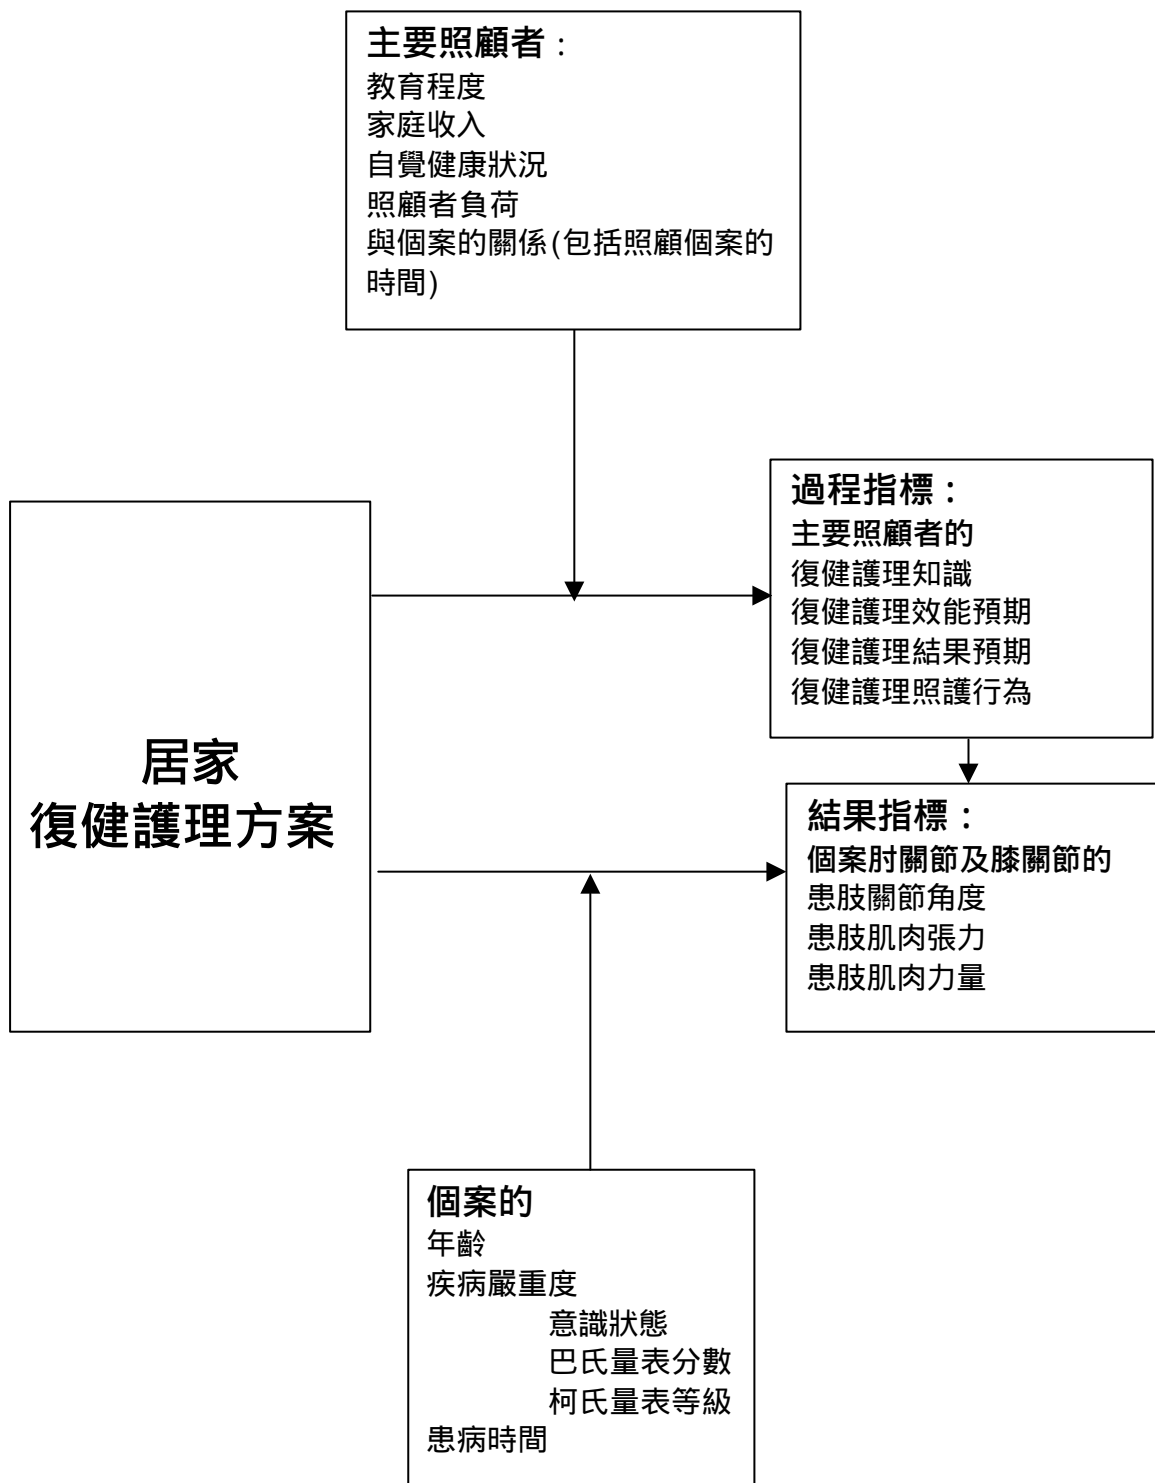 主要照顧者：
教育程度
家庭收入
自覺健康狀況
照顧者負荷
與個案的關係(包括照顧個案的
時間)
過程指標：
主要照顧者的
復健護理知識
復健護理效能預期
復健護理結果預期
復健護理照護行為
居家
復健護理方案
結果指標：
個案肘關節及膝關節的
患肢關節角度
患肢肌肉張力
患肢肌肉力量
個案的
年齡
疾病嚴重度
意識狀態
巴氏量表分數
柯氏量表等級
患病時間